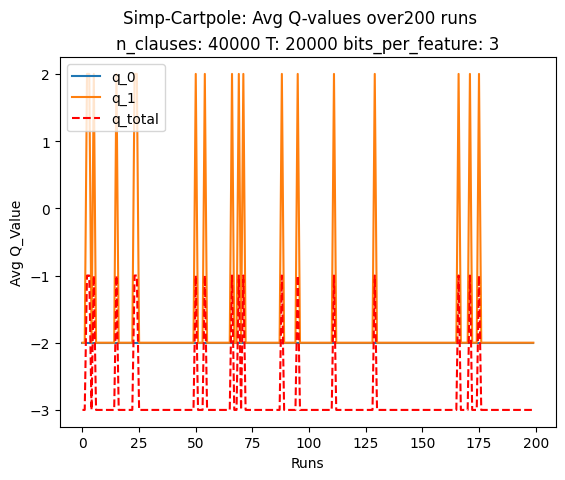 Simp-Cartpole: Avg Q-values over200 runs
n_clauses: 40000 T: 20000 bits_per_feature: 3
q_0
q_1
q_total
Avg Q_Value
2
1
0
−1
−2
−3
0
25
50
75
100
125
150
175
200
Runs